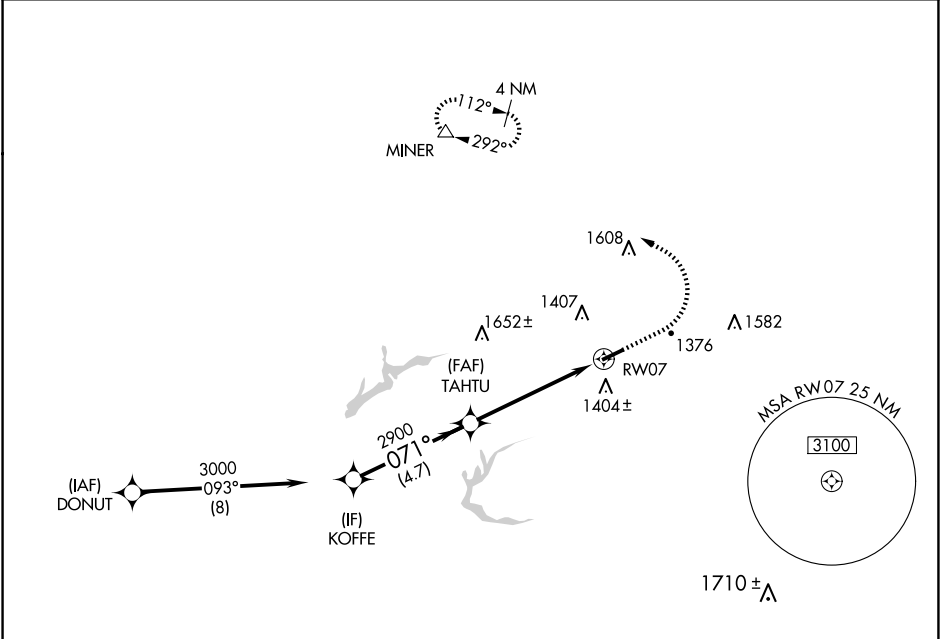 4 NM
112°
292°
MINER
1608
1407
1652±
1582
1376
(FAF)
TAHTU
RW07
1404±
MSA RW07 25 NM
3100
2900
071°
(4.7)
3000
093°
(8)
(IAF)
DONUT
(IF)
KOFFE
1710 ±